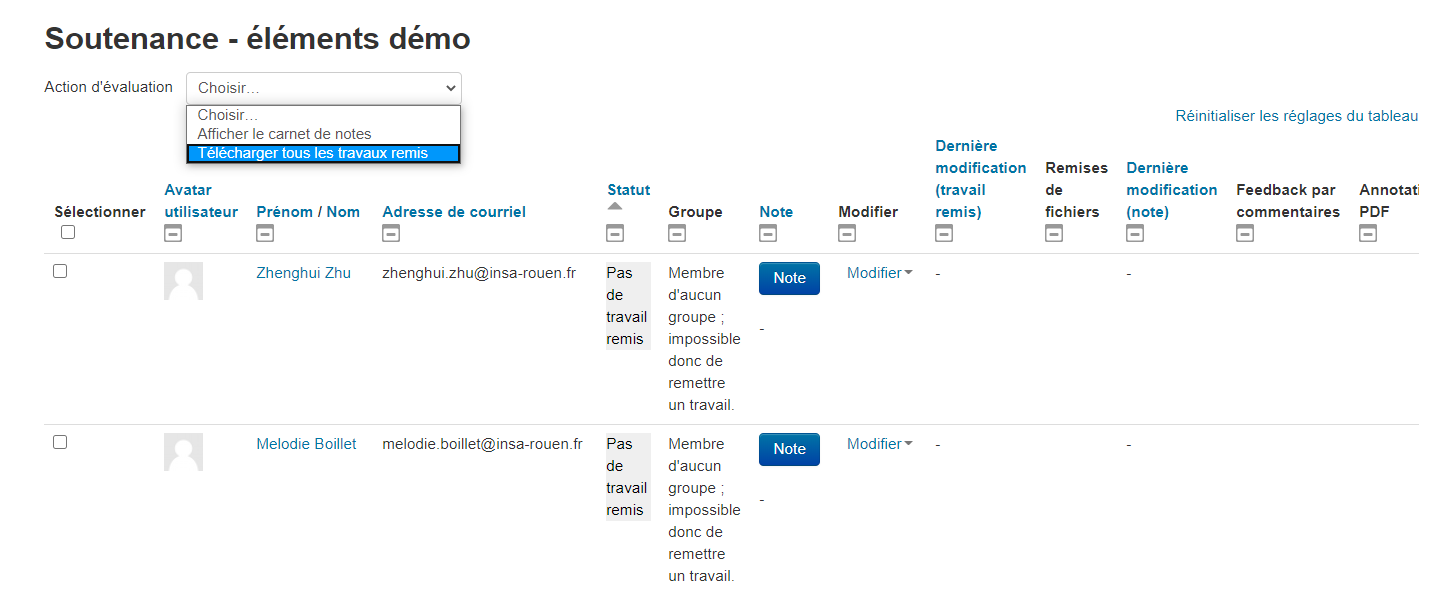 Soutenance - éléments démo
Action d'évaluation
Choisir...
Choisir...
Afficher le carnet de notes
Télécharger tous les travaux remis
Réinitialiser les réglages du tableau
Sélectionner
Avatar
utilisateur
Prénom / Nom
Adresse de courriel
Statut
Groupe
Note
Modifier
Dernière
modification
(travail
remis)
Remises
de
fichiers
Dernière
modification
(note)
Feedback par
commentaires
Annotati
PDF
Zhenghui Zhu
zhenghui.zhu@insa-rouen.fr
Pas
de
travail
remis
Membre
d'aucun
groupe ;
impossible
donc de
remettre
un travail.
Note
-
Modifier
-
-
Melodie Boillet
melodie.boillet@insa-rouen.fr
Pas
de
travail
remis
Membre
d'aucun
groupe ;
impossible
donc de
remettre
un travail.
Note
-
Modifier
-
-